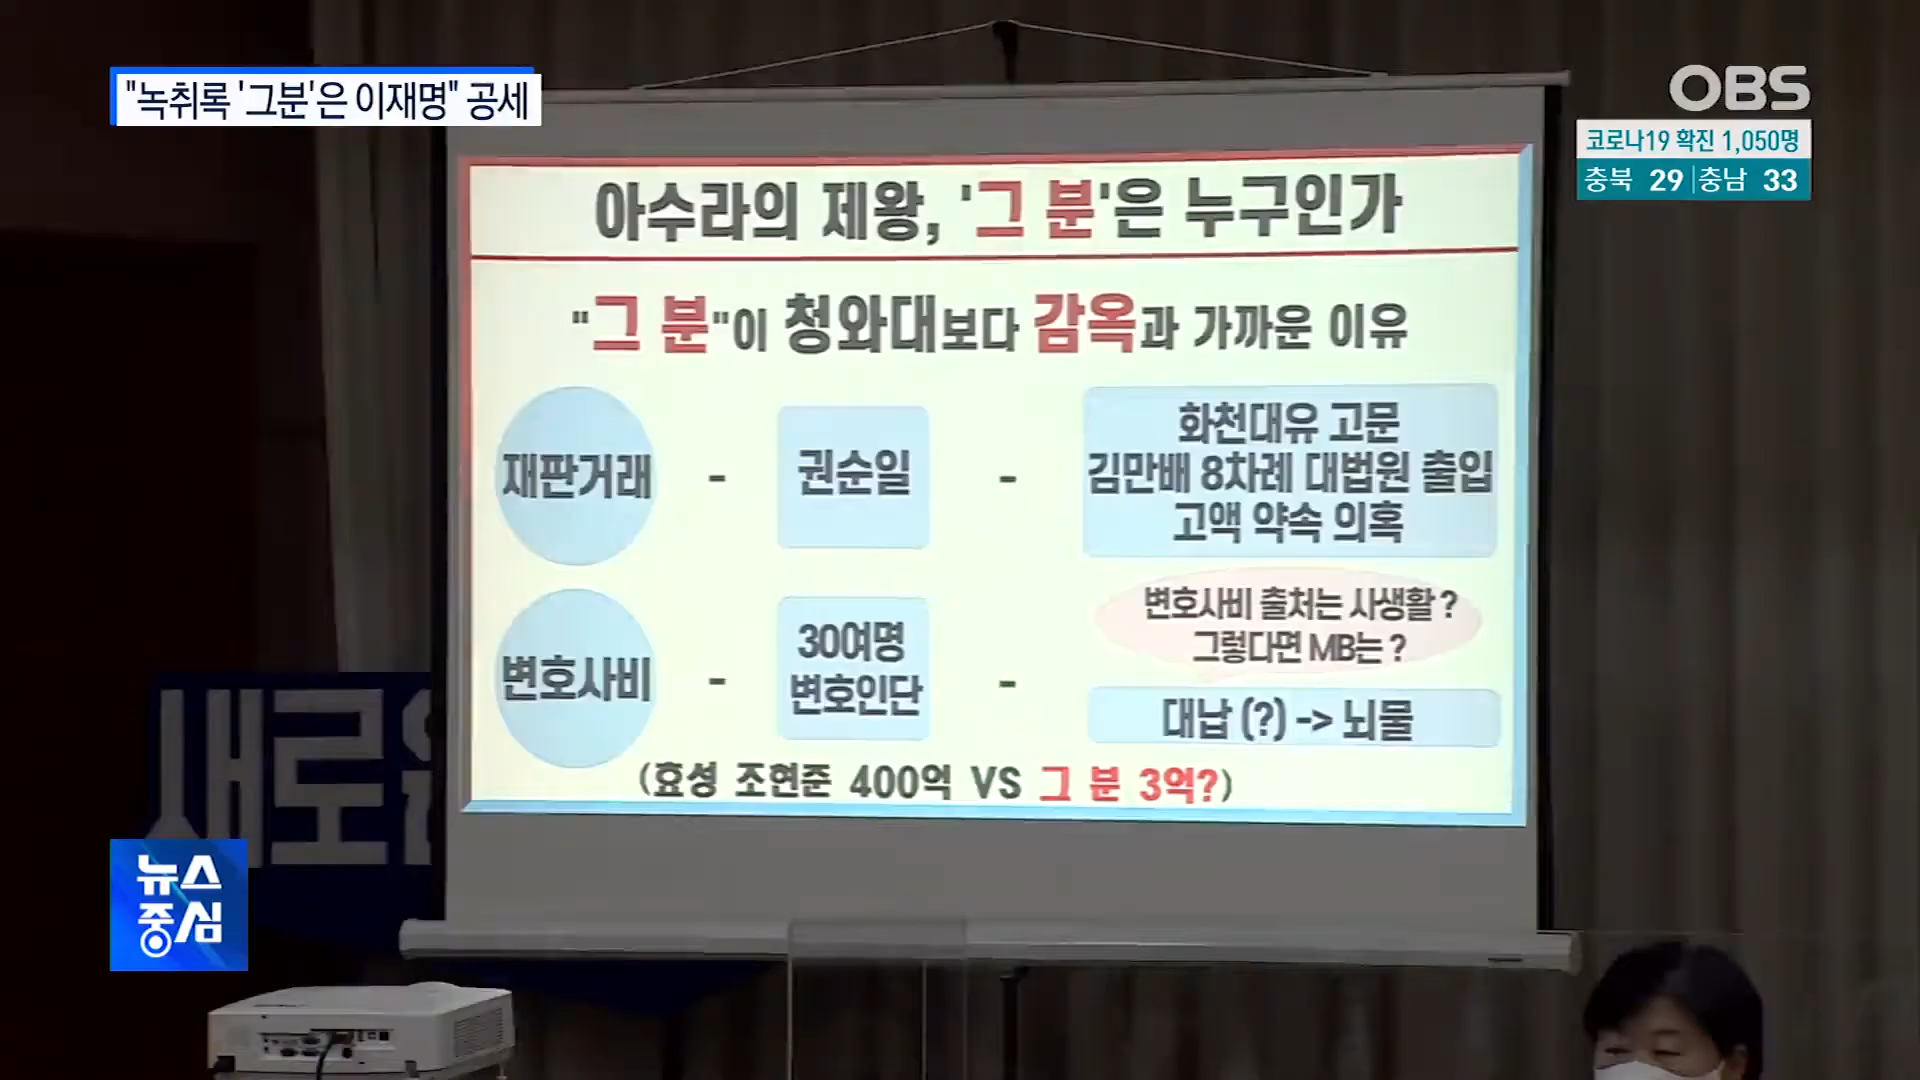 "녹취록 '그분'은 이재명" 공세
OBS
코로나19 확진 1,050명
충북 29 충남 33
아수라의 제왕, '그 분'은 누구인가
"그 분"이 청와대보다 감옥과 가까운 이유
재판거래 - 권순일 -
화천대유 고문
김만배 8차례 대법원 출입
고액 약속 의혹
변호사비 -
30여명
변호인단 -
변호사비 출처는 사생활?
그렇다면 MB는?
대납 (?) -> 뇌물
(효성 조현준 400억 VS 그 분 3억?)
새로
뉴스
중심